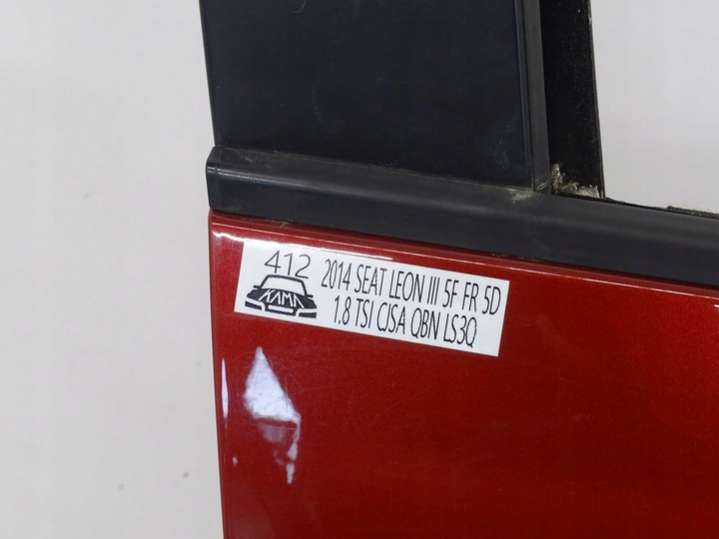 412
KAMA
2014 SEAT LEON III 5F FR 5D
1.8 TSI CJSA QBN LS3Q